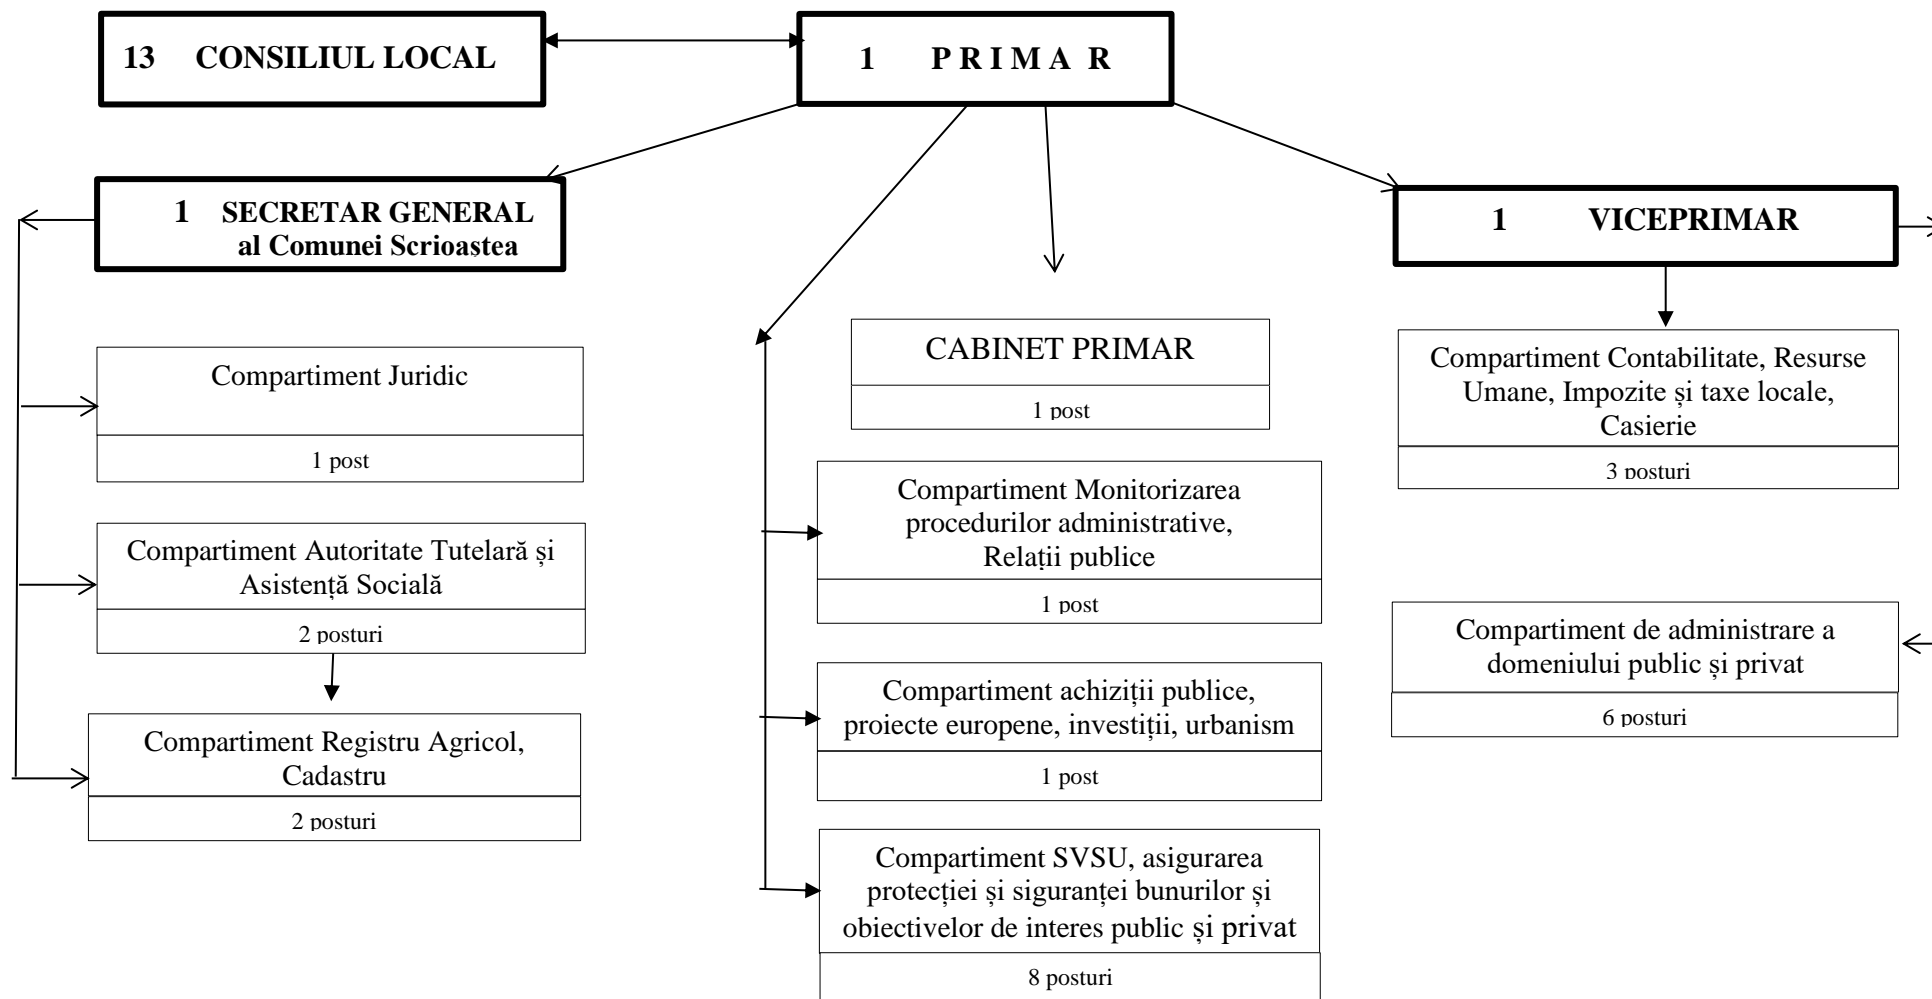 13 CONSILIUL LOCAL
1 P R I M A R
1 SECRETAR GENERAL
al Comunei Scrioaștea
1 VICEPRIMAR
Compartiment Juridic
1 post
Compartiment Autoritate Tutelară și
Asistență Socială
2 posturi
Compartiment Registru Agricol,
Cadastru
2 posturi
CABINET PRIMAR
1 post
Compartiment Monitorizarea
procedurilor administrative,
Relații publice
1 post
Compartiment achiziții publice,
proiecte europene, investiții, urbanism
1 post
Compartiment SVSU, asigurarea
protecției și siguranței bunurilor și
obiectivelor de interes public și privat
8 posturi
Compartiment Contabilitate, Resurse
Umane, Impozite și taxe locale,
Casierie
3 posturi
Compartiment de administrare a
domeniului public și privat
6 posturi